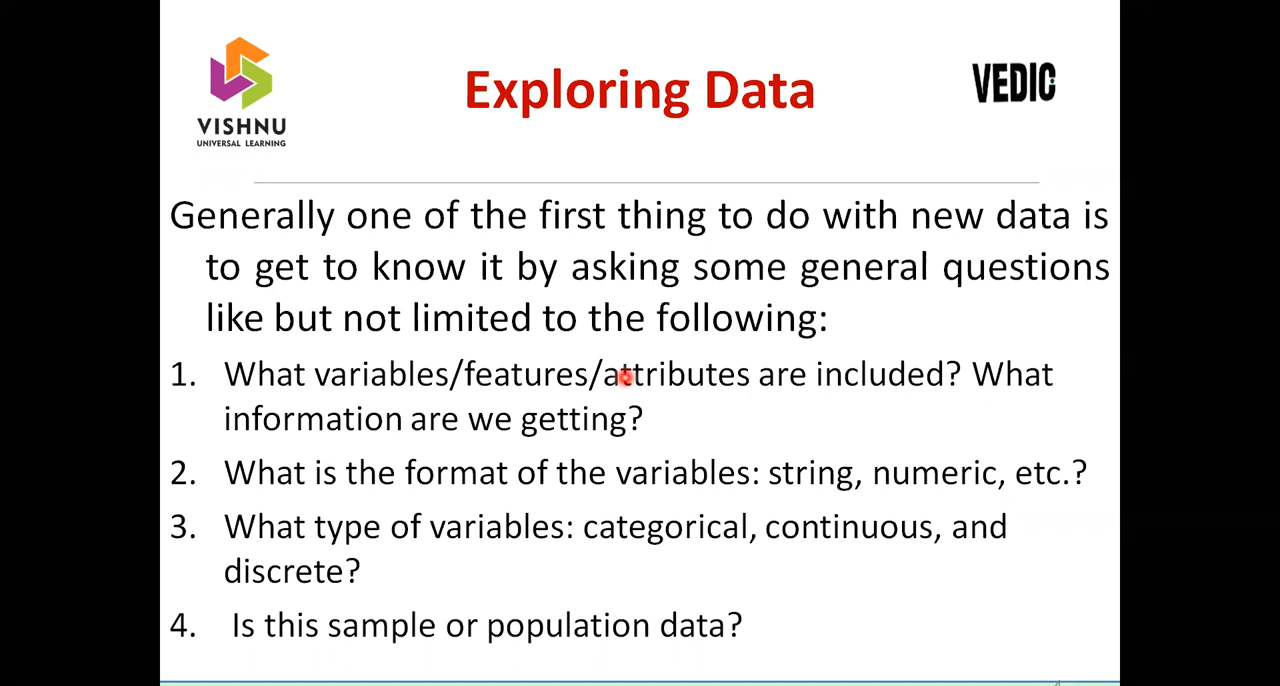 VISHNU
UNIVERSAL LEARNING
Exploring Data
VEDIC
Generally one of the first thing to do with new data is
to get to know it by asking some general questions
like but not limited to the following:
1. What variables/features/attributes are included? What
information are we getting?
2. What is the format of the variables: string, numeric, etc.?
3. What type of variables: categorical, continuous, and
discrete?
4. Is this sample or population data?